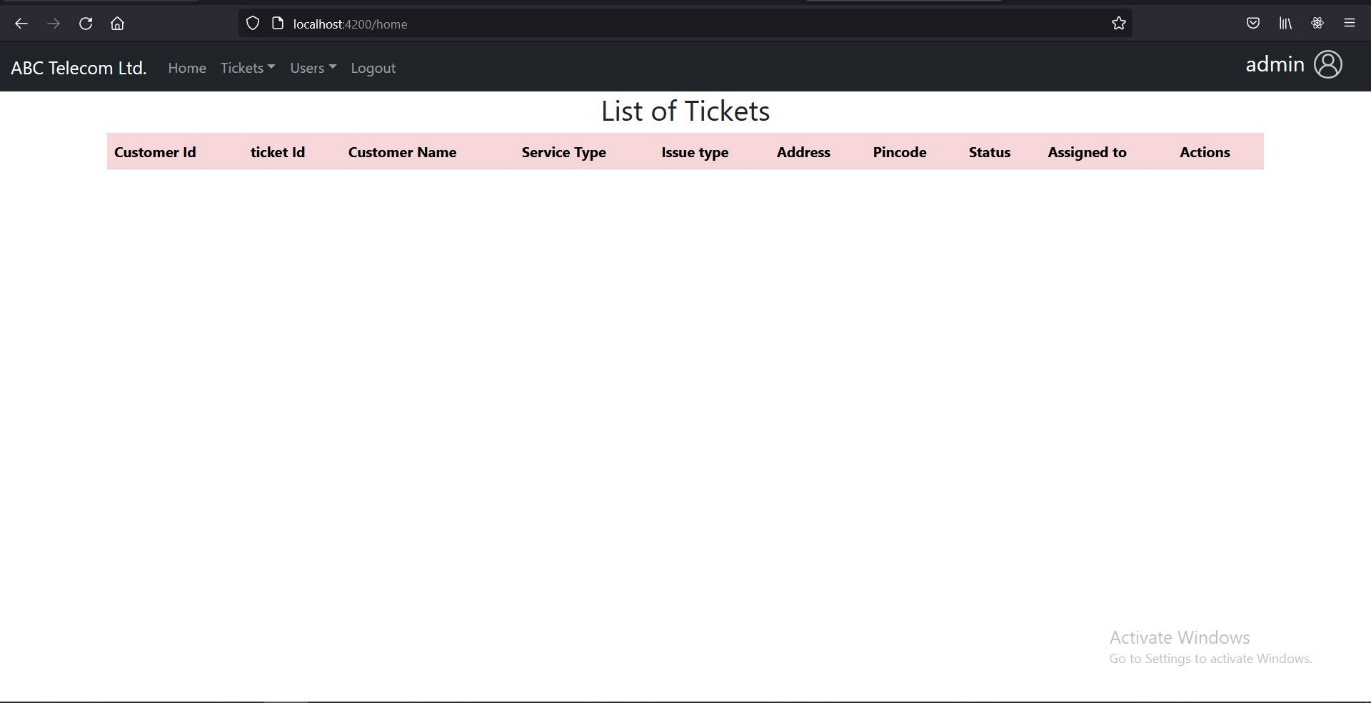 localhost:4200/home
ABC Telecom Ltd. Home Tickets Users Logout admin
List of Tickets
Customer Id ticket Id Customer Name Service Type Issue type Address Pincode Status Assigned to Actions
Activate Windows
Go to Settings to activate Windows.